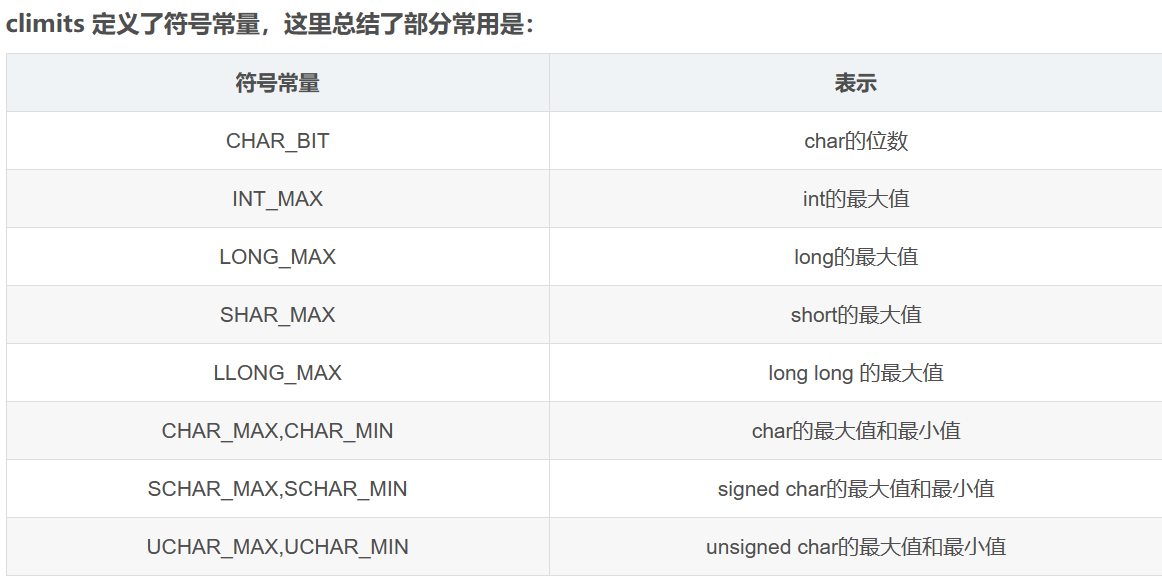 climits 定义了符号常量，这里总结了部分常用是：
符号常量 表示
CHAR_BIT char的位数
INT_MAX int的最大值
LONG_MAX long的最大值
SHAR_MAX short的最大值
LLONG_MAX long long 的最大值
CHAR_MAX,CHAR_MIN char的最大值和最小值
SCHAR_MAX,SCHAR_MIN signed char的最大值和最小值
UCHAR_MAX,UCHAR_MIN unsigned char的最大值和最小值